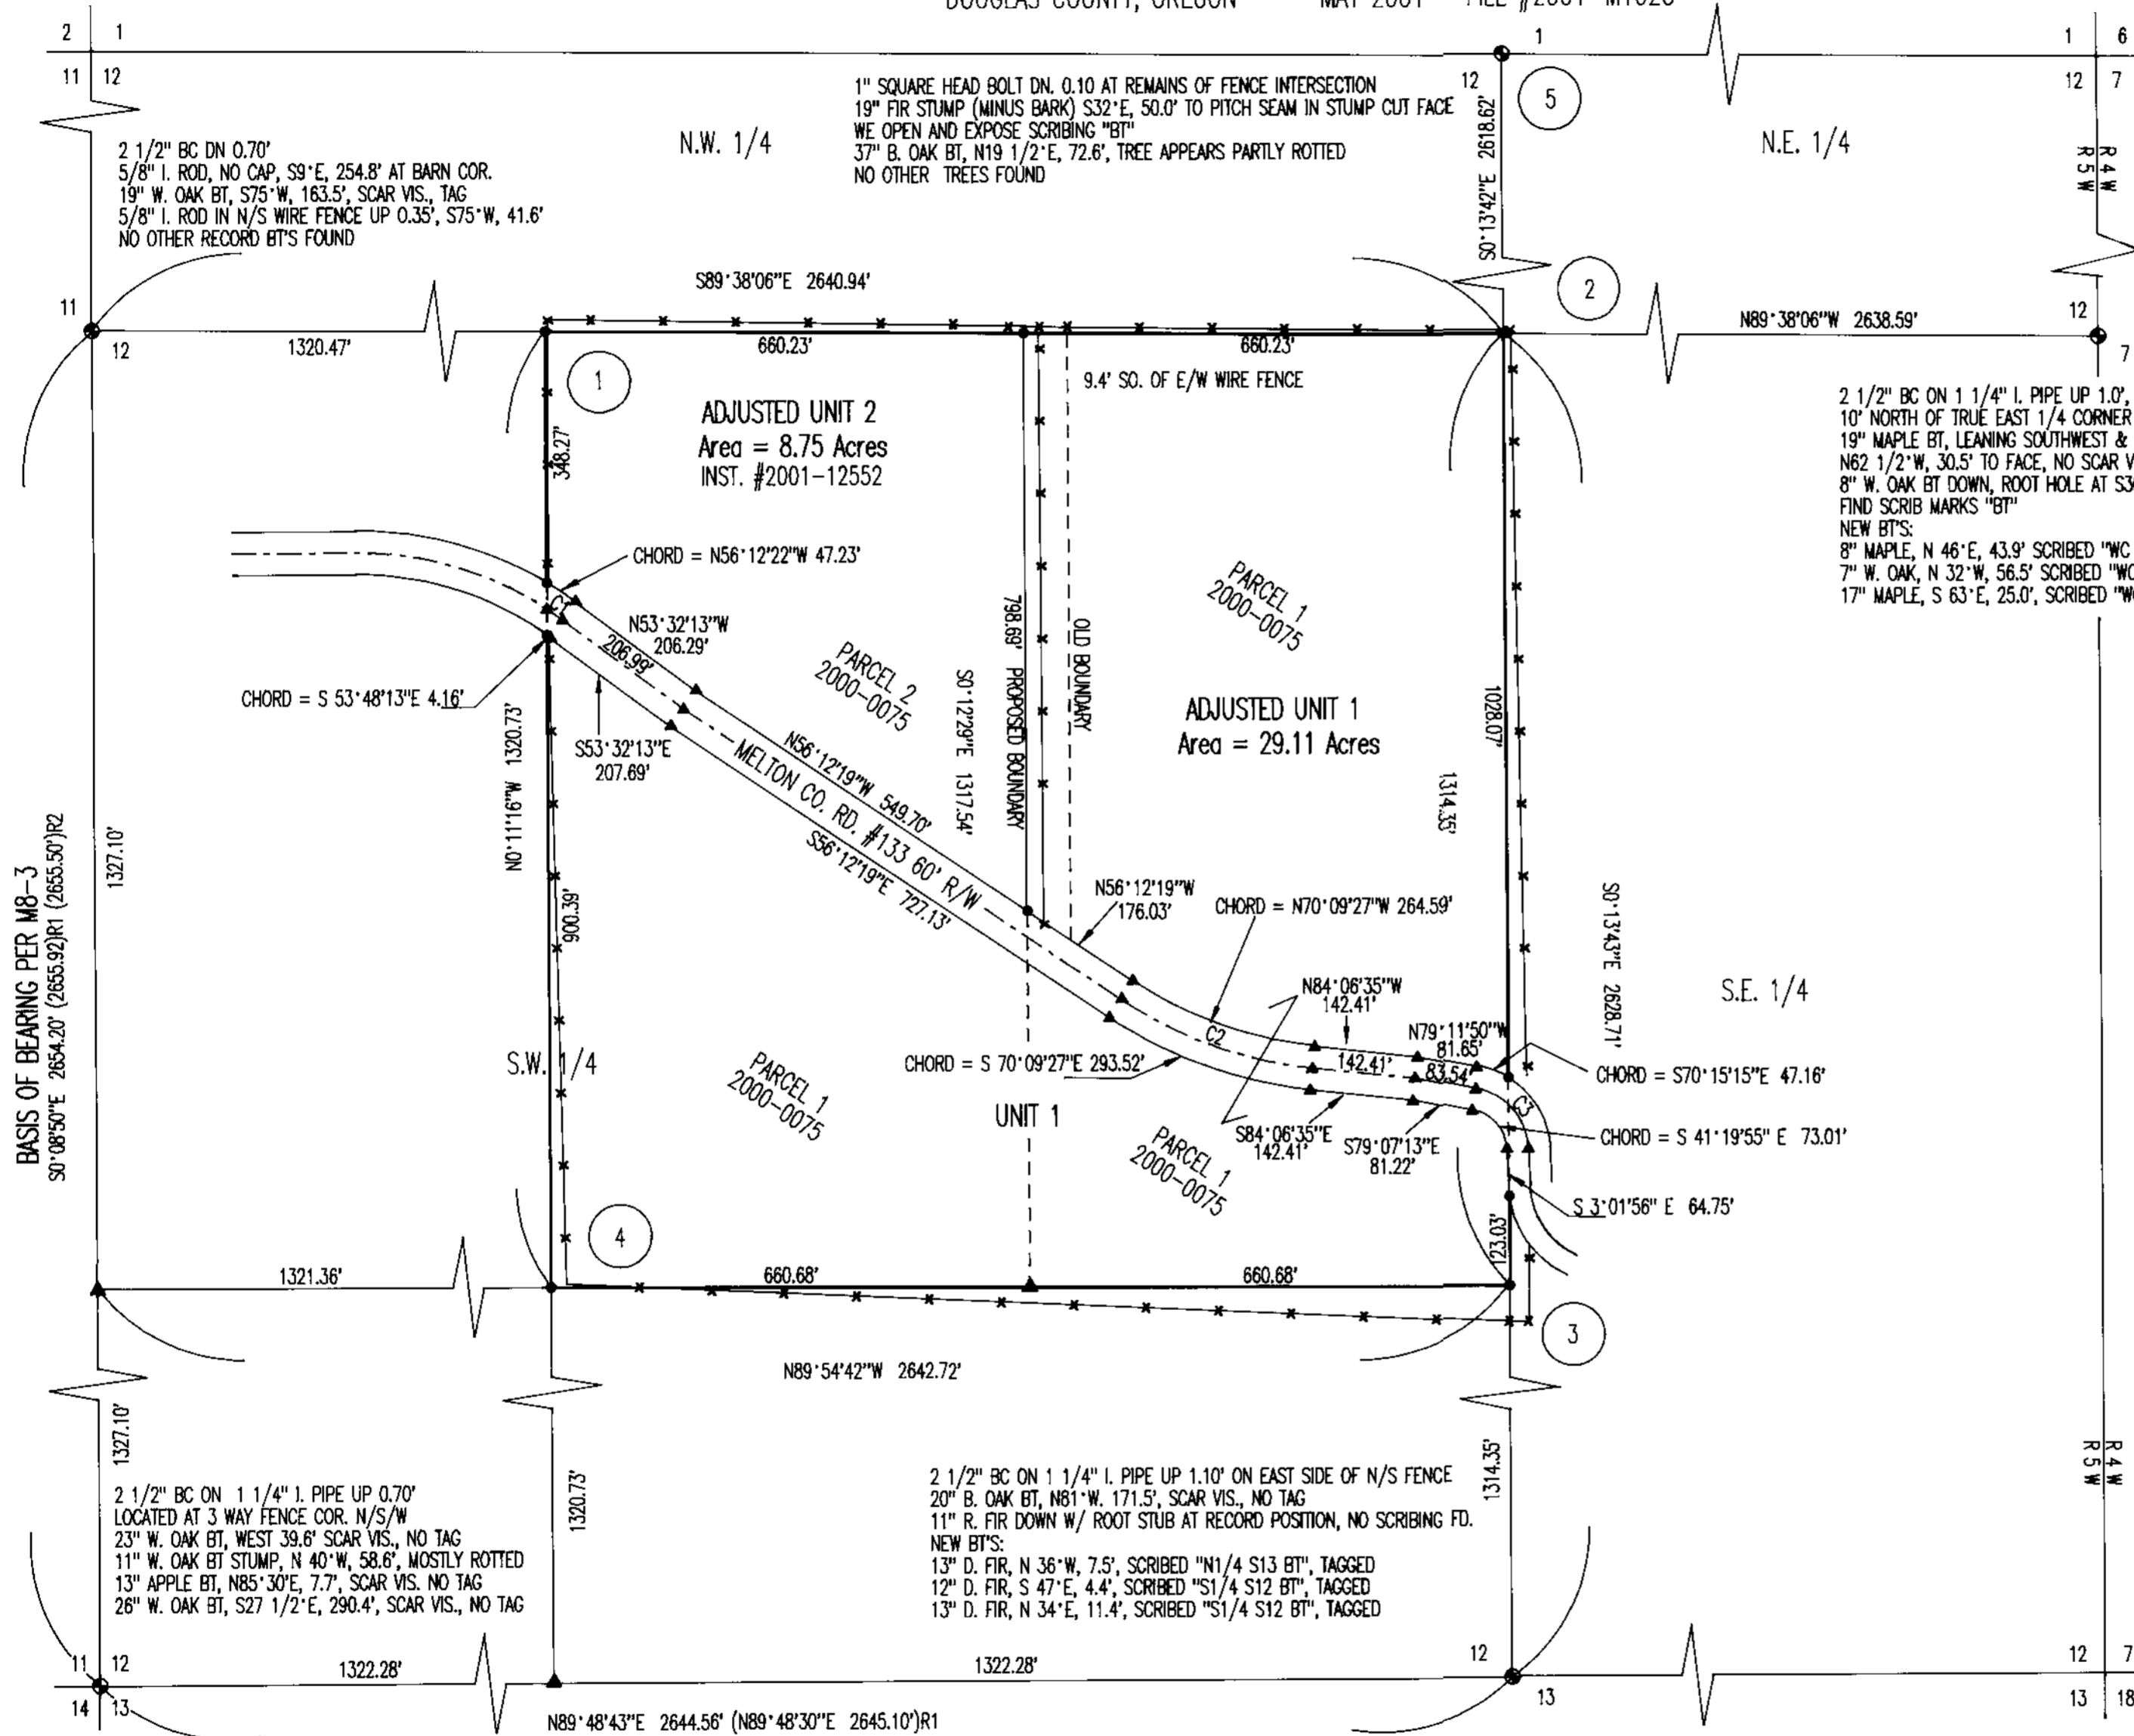 2 1
11 12
1
12
5
1 6
12 7
R 5 W R 4 W
1" SQUARE HEAD BOLT DN. 0.10 AT REMAINS OF FENCE INTERSECTION
19" FIR STUMP (MINUS BARK) S32°E, 50.0' TO PITCH SEAM IN STUMP CUT FACE
WE OPEN AND EXPOSE SCRIBING "BT"
37" B. OAK BT, N19 1/2°E, 72.6', TREE APPEARS PARTLY ROTTED
NO OTHER TREES FOUND
N.W. 1/4
N.E. 1/4
S0°13'42"E 2618.62'
2 1/2" BC DN 0.70'
5/8" I. ROD, NO CAP, S9°E, 254.8' AT BARN COR.
19" W. OAK BT, S75°W, 163.5', SCAR VIS., TAG
5/8" I. ROD IN N/S WIRE FENCE UP 0.35', S75°W, 41.6'
NO OTHER RECORD BT'S FOUND
S89°38'06"E 2640.94'
2
N89°38'06"W 2638.59'
11
12
12
7
1320.47'
660.23'
660.23'
1
9.4' SO. OF E/W WIRE FENCE
ADJUSTED UNIT 2
Area = 8.75 Acres
INST. #2001-12552
348.27'
2 1/2" BC ON 1 1/4" I. PIPE UP 1.0',
10' NORTH OF TRUE EAST 1/4 CORNER
19" MAPLE BT, LEANING SOUTHWEST &
N62 1/2°W, 30.5' TO FACE, NO SCAR
8" W. OAK BT DOWN, ROOT HOLE AT
FIND SCRIB MARKS "BT"
NEW BT'S:
8" MAPLE, N 46°E, 43.9' SCRIBED "WC
7" W. OAK, N 32°W, 56.5' SCRIBED
17" MAPLE, S 63°E, 25.0', SCRIBED
CHORD = N56°12'22"W 47.23'
C1
N53°32'13"W
206.29'
206.99'
CHORD = S 53°48'13"E 4.16'
S53°32'13"E
207.69'
PARCEL 2
2000-0075
PARCEL 1
2000-0075
798.69' PROPOSED BOUNDARY
OLD BOUNDARY
S0°12'29"E 1317.54'
ADJUSTED UNIT 1
Area = 29.11 Acres
1028.07'
1314.35'
N0°11'16"W 1320.73'
900.39'
N56°12'19"W 549.70'
MELTON CO. RD. #133 60' R/W
S56°12'19"E 727.13'
BASIS OF BEARING PER M8-3
S0°08'50"E 2654.20' (2655.92)R1 (2655.50')R2
1327.10'
N56°12'19"W
176.03'
CHORD = N70°09'27"W 264.59'
C2
N84°06'35"W
142.41'
142.41'
N79°11'50"W
81.65'
83.54'
C3
S0°13'43"E 2628.71'
S.E. 1/4
S.W. 1/4
CHORD = S 70°09'27"E 293.52'
CHORD = S70°15'15"E 47.16'
CHORD = S 41°19'55" E 73.01'
S84°06'35"E
142.41'
S79°07'13"E
81.22'
S 3°01'56" E 64.75'
PARCEL 1
2000-0075
UNIT 1
PARCEL 1
2000-0075
123.03'
4
1321.36'
660.68'
660.68'
3
N89°54'42"W 2642.72'
1327.10'
1320.73'
1314.35'
R 5 W R 4 W
2 1/2" BC ON 1 1/4" I. PIPE UP 0.70'
LOCATED AT 3 WAY FENCE COR. N/S/W
23" W. OAK BT, WEST 39.6' SCAR VIS., NO TAG
11" W. OAK BT STUMP, N 40°W, 58.6', MOSTLY ROTTED
13" APPLE BT, N85°30'E, 7.7', SCAR VIS. NO TAG
26" W. OAK BT, S27 1/2°E, 290.4', SCAR VIS., NO TAG
2 1/2" BC ON 1 1/4" I. PIPE UP 1.10' ON EAST SIDE OF N/S FENCE
20" B. OAK BT, N81°W. 171.5', SCAR VIS., NO TAG
11" R. FIR DOWN W/ ROOT STUB AT RECORD POSITION, NO SCRIBING FD.
NEW BT'S:
13" D. FIR, N 36°W, 7.5', SCRIBED "N1/4 S13 BT", TAGGED
12" D. FIR, S 47°E, 4.4', SCRIBED "S1/4 S12 BT", TAGGED
13" D. FIR, N 34°E, 11.4', SCRIBED "S1/4 S12 BT", TAGGED
11 12
14 13
1322.28'
1322.28'
12
13
12 7
13 18
N89°48'43"E 2644.56' (N89°48'30"E 2645.10')R1